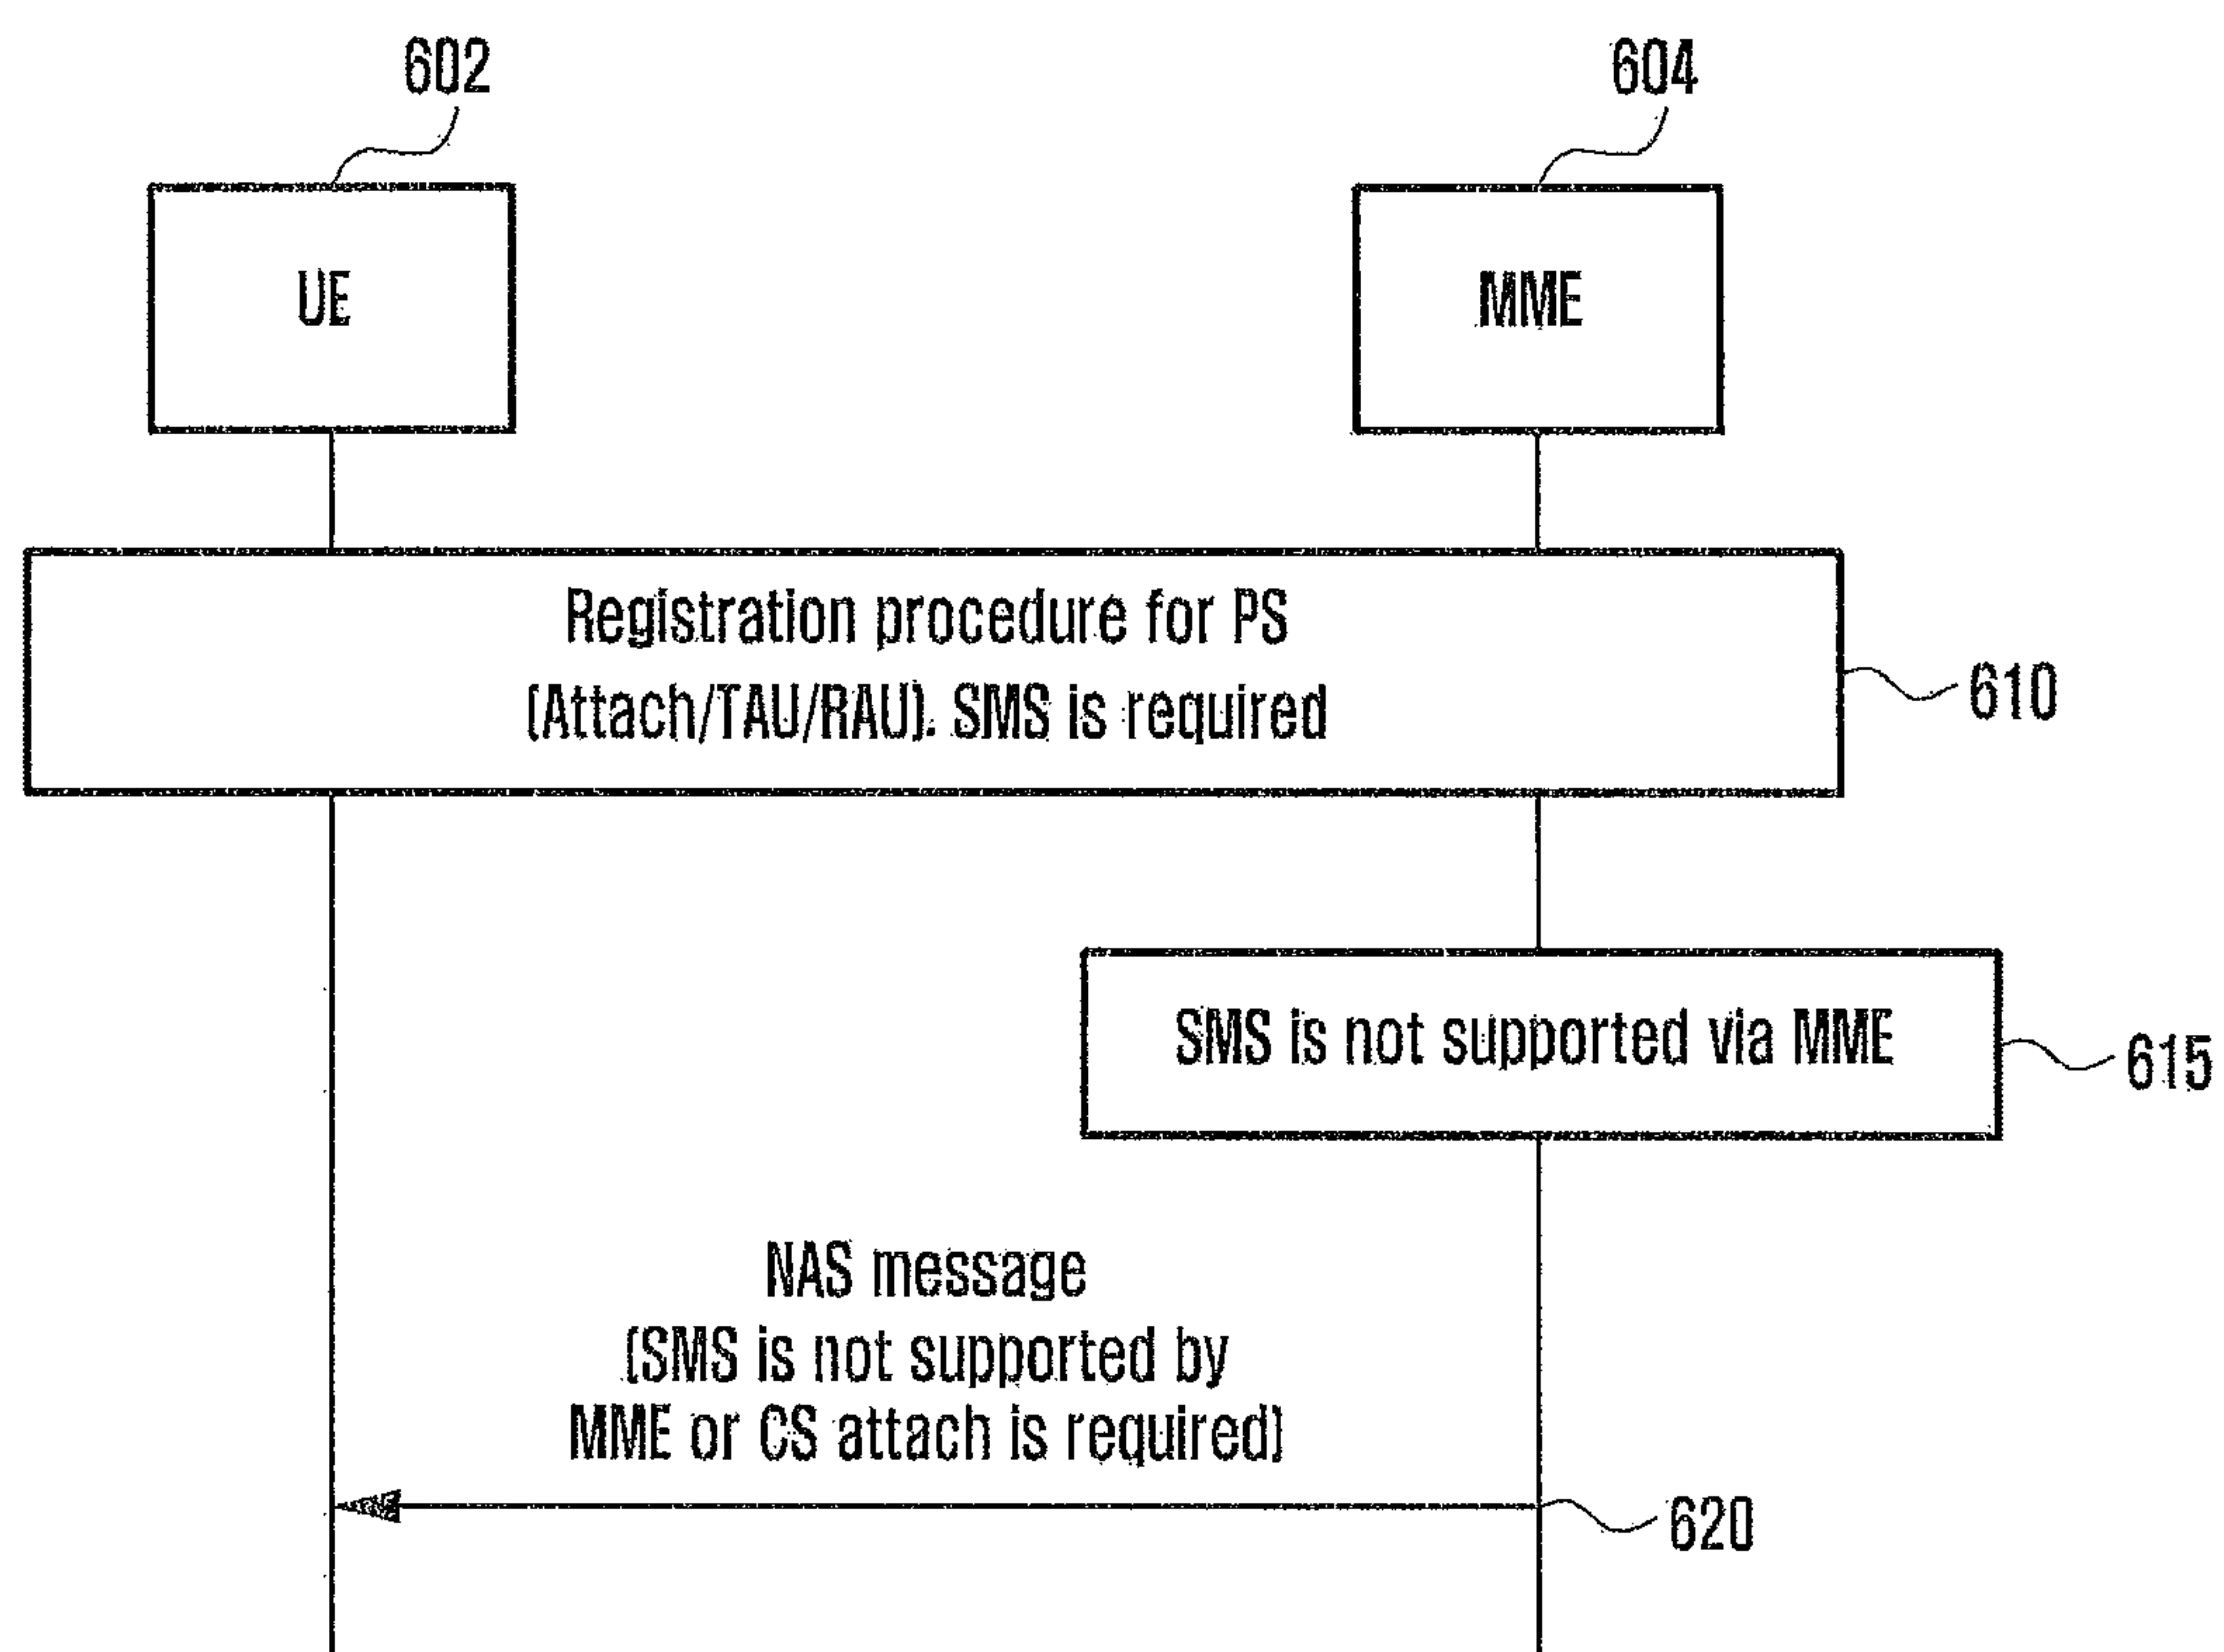 602
604
UE
MME
Registration procedure for PS
(Attach/TAU/RAU). SMS is required
610
SMS is not supported via MME
615
NAS message
(SMS is not supported by
MME or CS attach is required)
620